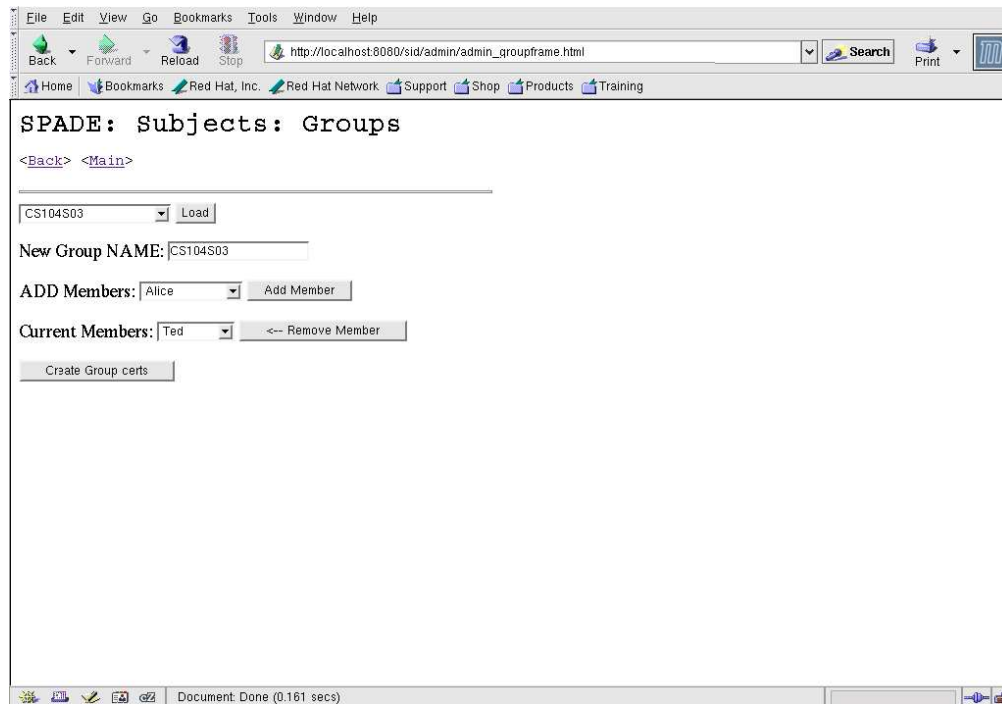 File Edit View Go Bookmarks Tools Window Help
Back Forward Reload Stop http://localhost:8080/sid/admin/admin_groupframe.html Search Print
Home Bookmarks Red Hat, Inc. Red Hat Network Support Shop Products Training
SPADE: Subjects: Groups
<Back> <Main>
CS104S03 Load
New Group NAME: CS104S03
ADD Members: Alice Add Member
Current Members: Ted <-- Remove Member
Create Group certs
Document: Done (0.161 secs)